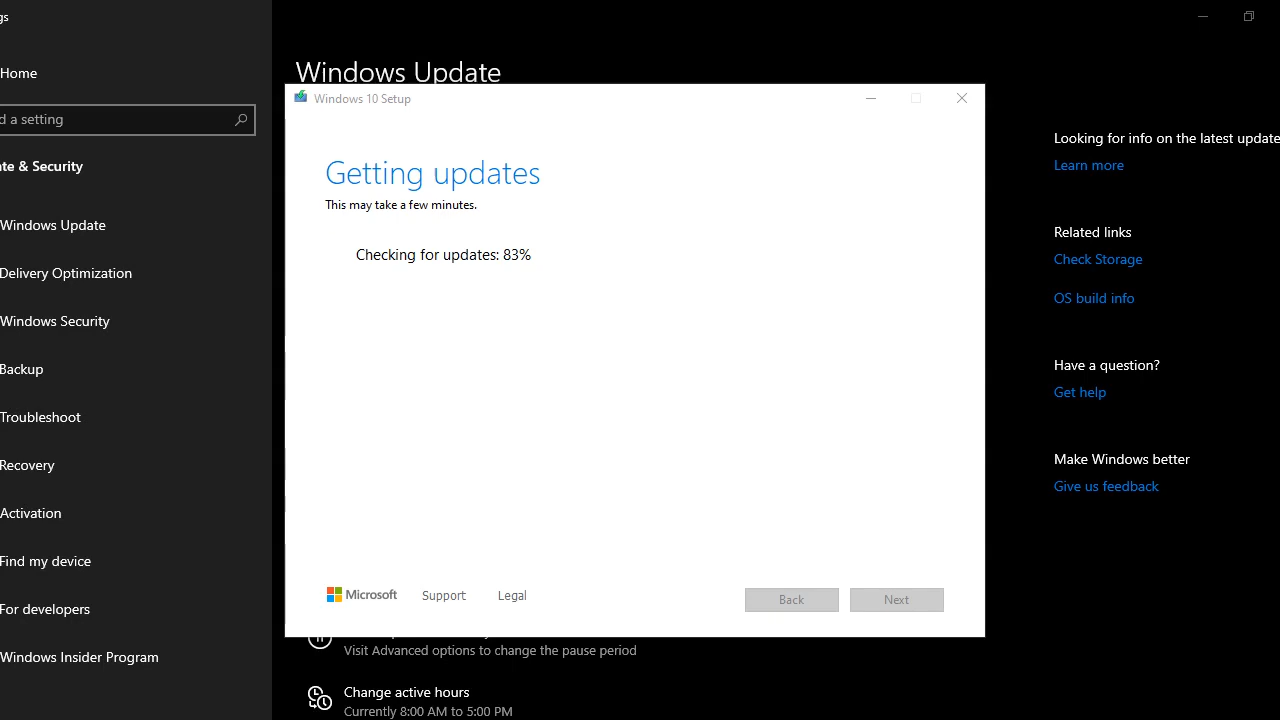 gs
Home
d a setting
te & Security
Windows Update
Delivery Optimization
Windows Security
Backup
Troubleshoot
Recovery
Activation
Find my device
For developers
Windows Insider Program
Windows Update
Windows 10 Setup
Getting updates
This may take a few minutes.
Checking for updates: 83%
Microsoft Support Legal
Back Next
Visit Advanced options to change the pause period
Change active hours
Currently 8:00 AM to 5:00 PM
Looking for info on the latest update
Learn more
Related links
Check Storage
OS build info
Have a question?
Get help
Make Windows better
Give us feedback